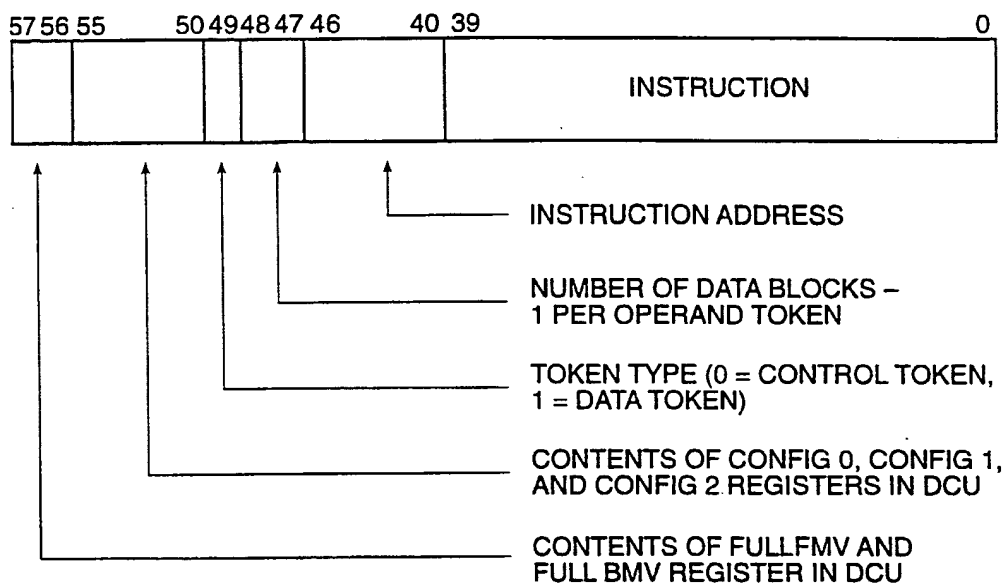 57 56 55 50 49 48 47 46 40 39 0
INSTRUCTION
INSTRUCTION ADDRESS
NUMBER OF DATA BLOCKS –
1 PER OPERAND TOKEN
TOKEN TYPE (0 = CONTROL TOKEN,
1 = DATA TOKEN)
CONTENTS OF CONFIG 0, CONFIG 1,
AND CONFIG 2 REGISTERS IN DCU
CONTENTS OF FULLFMV AND
FULL BMV REGISTER IN DCU